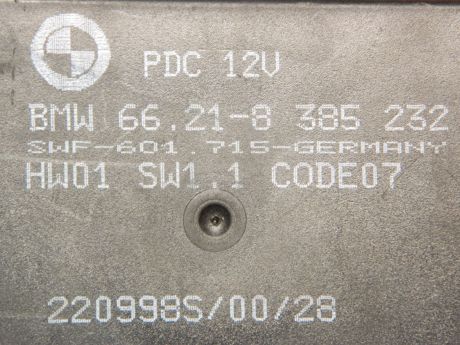 PDC 12V
BMW 66.21-8 385 232
SWF-601.715-GERMANY
HW01 SW1.1 CODE07
220998S/00/28